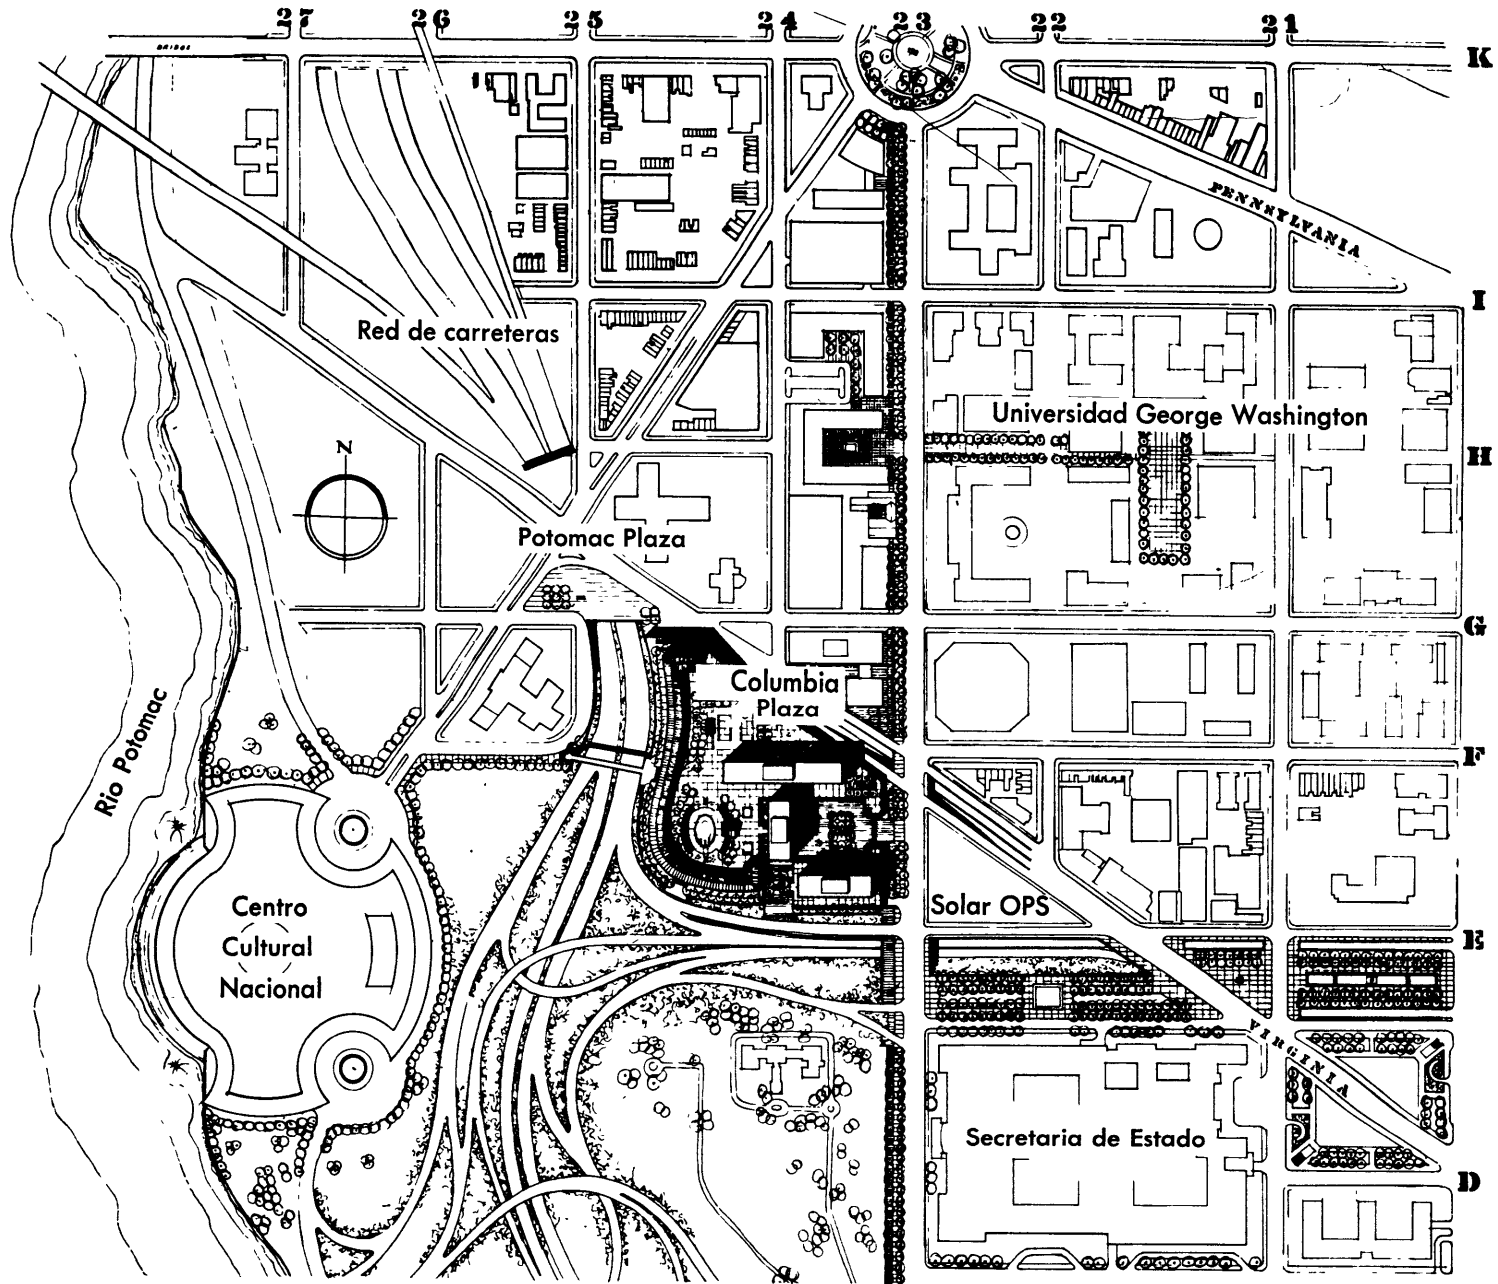 27 26 25 24 23 22 21
BRIDGE
K
PENNSYLVANIA
I
Red de carreteras
Universidad George Washington
N
H
Potomac Plaza
G
Columbia
Plaza
Rio Potomac
F
Centro
Cultural
Nacional
Solar OPS
E
VIRGINIA
Secretaria de Estado
D